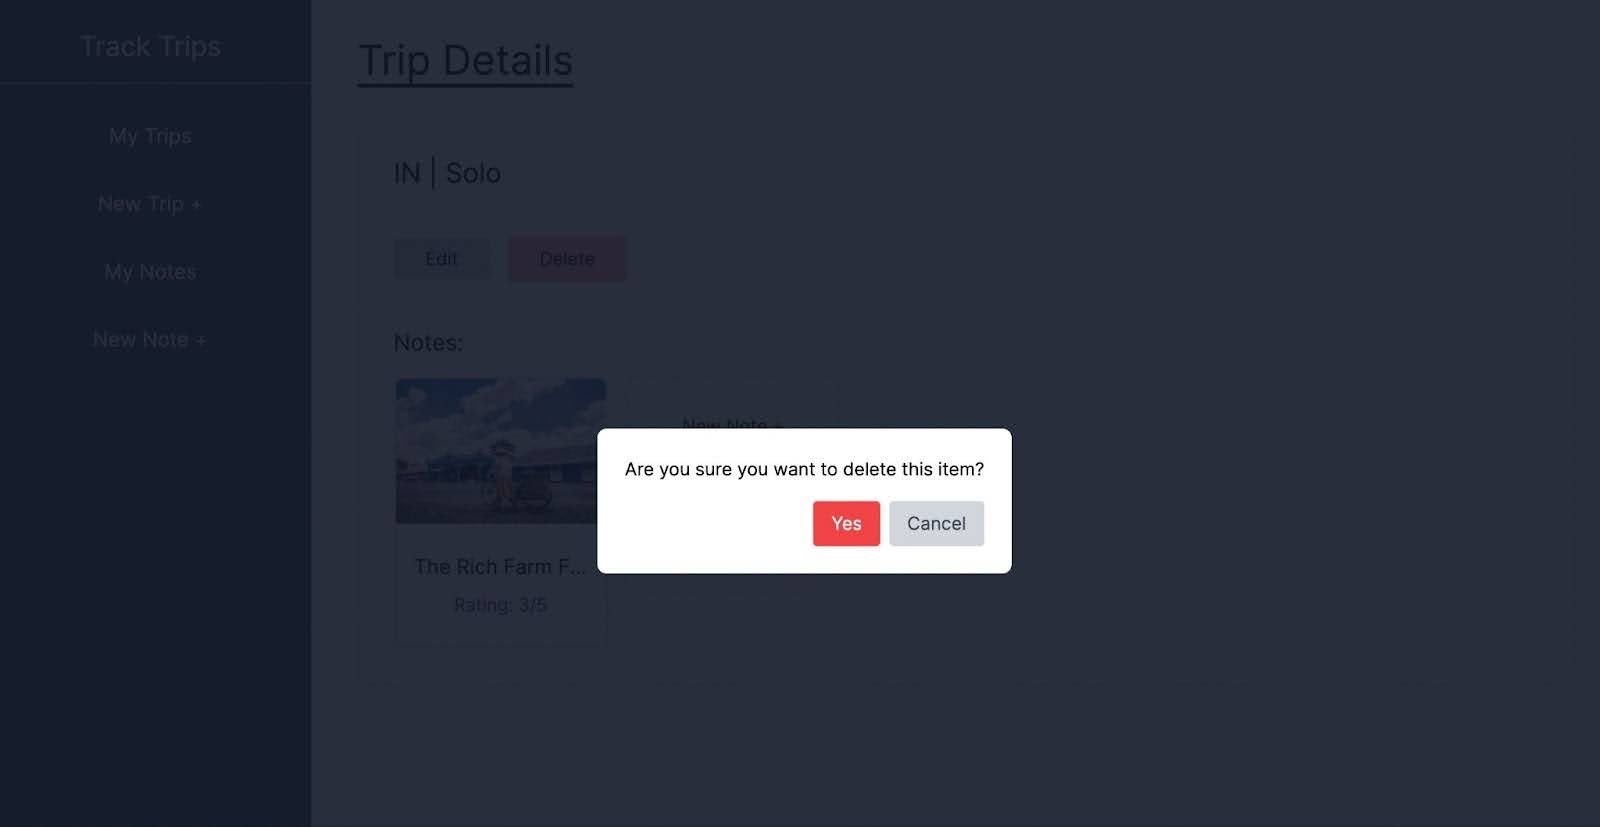 Track Trips
My Trips
New Trip +
My Notes
New Note +
Trip Details
IN | Solo
Edit
Delete
Notes:
New Note +
The Rich Farm F...
Rating: 3/5
Are you sure you want to delete this item?
Yes
Cancel